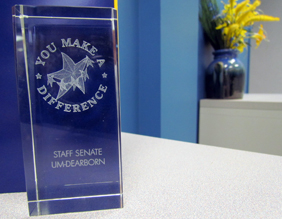 YOU MAKE A
DIFFERENCE
STAFF SENATE
UM-DEARBORN